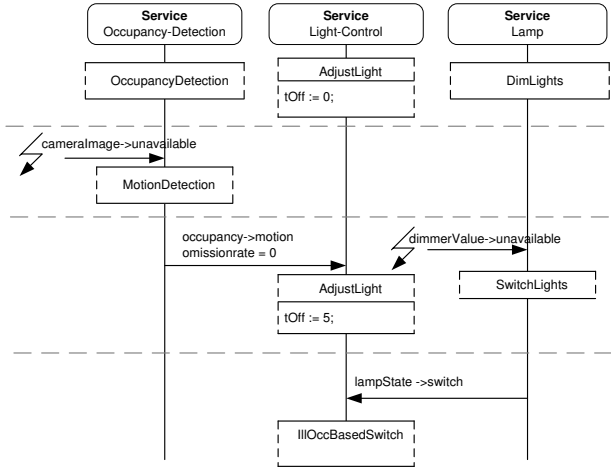 Service
Occupancy-Detection
Service
Light-Control
Service
Lamp
OccupancyDetection
AdjustLight
tOff := 0;
DimLights
cameraImage->unavailable
MotionDetection
occupancy->motion
omissionrate = 0
dimmerValue->unavailable
AdjustLight
tOff := 5;
SwitchLights
lampState ->switch
IllOccBasedSwitch